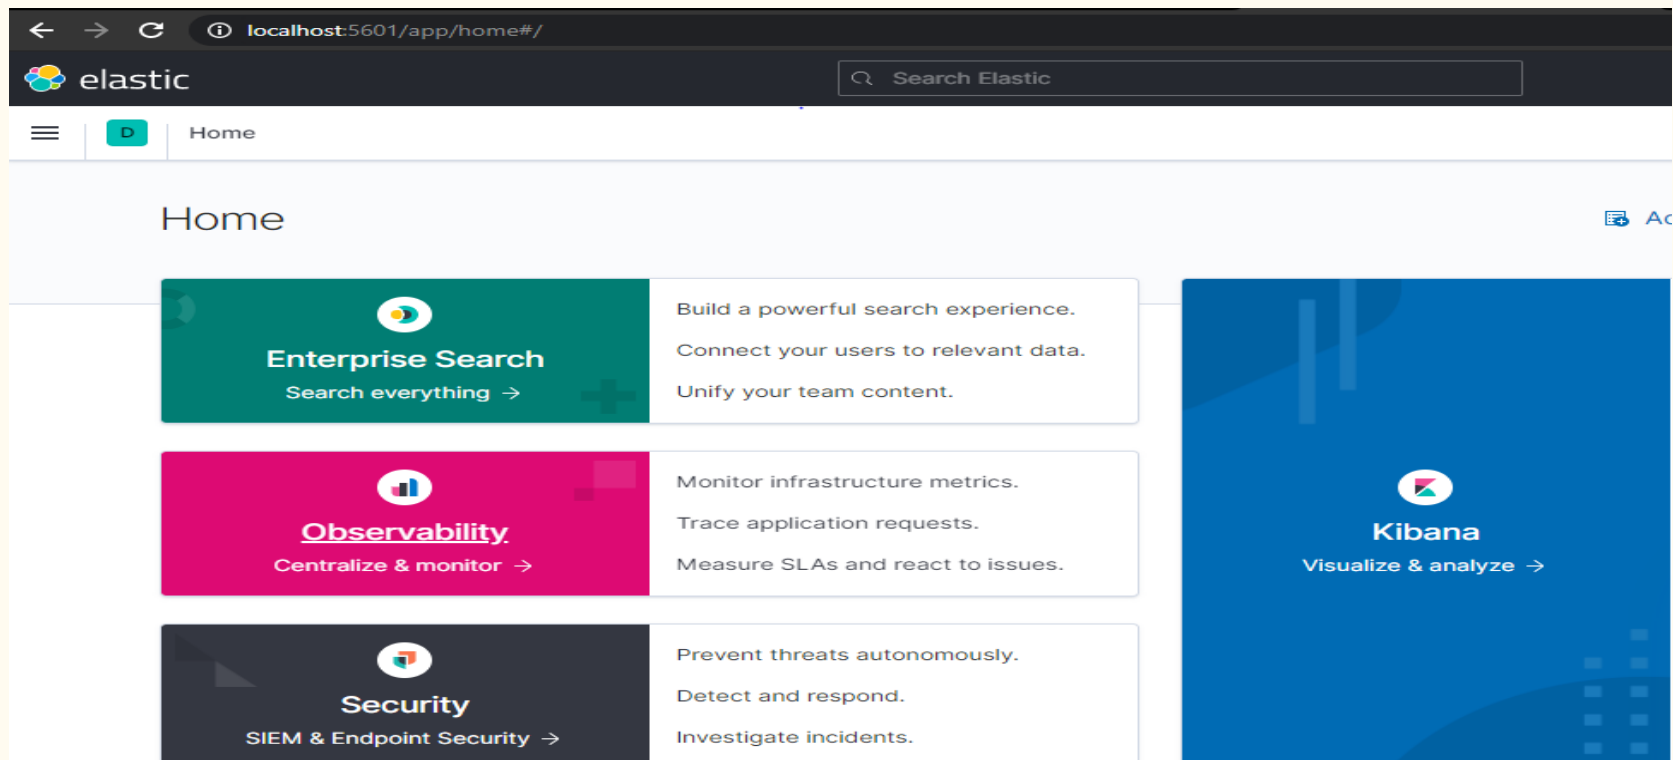 localhost:5601/app/home#/
elastic
Search Elastic
D
Home
Home
Enterprise Search
Search everything →
Build a powerful search experience.
Connect your users to relevant data.
Unify your team content.
Observability
Centralize & monitor →
Monitor infrastructure metrics.
Trace application requests.
Measure SLAs and react to issues.
Security
SIEM & Endpoint Security →
Prevent threats autonomously.
Detect and respond.
Investigate incidents.
Kibana
Visualize & analyze →